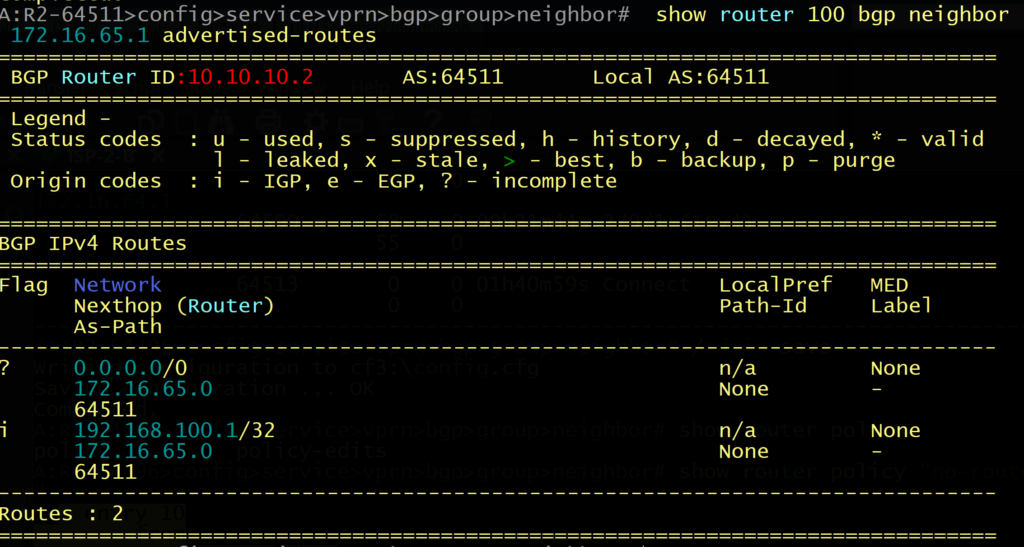 A:R2-64511>config>service>vprn>bgp>group>neighbor# show router 100 bgp neighbor
172.16.65.1 advertised-routes
===============================================================================
BGP Router ID:10.10.10.2 AS:64511 Local AS:64511
===============================================================================
Legend -
Status codes : u - used, s - suppressed, h - history, d - decayed, * - valid
l - leaked, x - stale, > - best, b - backup, p - purge
Origin codes : i - IGP, e - EGP, ? - incomplete
===============================================================================
BGP IPv4 Routes
===============================================================================
Flag Network LocalPref MED
Nexthop (Router) Path-Id Label
As-Path
-------------------------------------------------------------------------------
? 0.0.0.0/0 n/a None
172.16.65.0 None -
64511
i 192.168.100.1/32 n/a None
172.16.65.0 None -
64511
-------------------------------------------------------------------------------
Routes : 2
===============================================================================